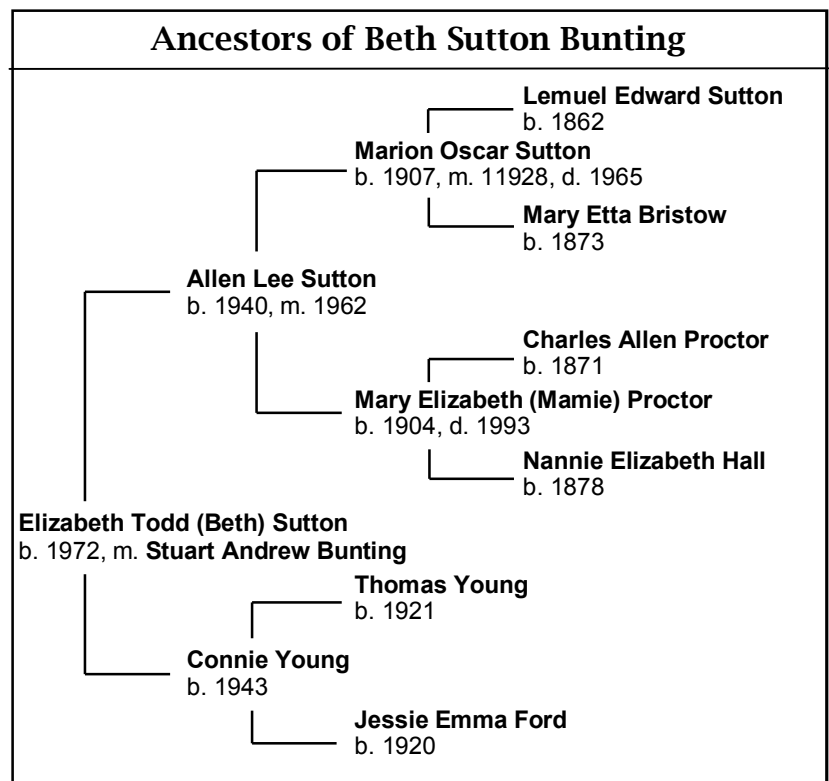 Ancestors of Beth Sutton Bunting
Lemuel Edward Sutton
b. 1862
Marion Oscar Sutton
b. 1907, m. 11928, d. 1965
Mary Etta Bristow
b. 1873
Allen Lee Sutton
b. 1940, m. 1962
Charles Allen Proctor
b. 1871
Mary Elizabeth (Mamie) Proctor
b. 1904, d. 1993
Nannie Elizabeth Hall
b. 1878
Elizabeth Todd (Beth) Sutton
b. 1972, m. Stuart Andrew Bunting
Thomas Young
b. 1921
Connie Young
b. 1943
Jessie Emma Ford
b. 1920